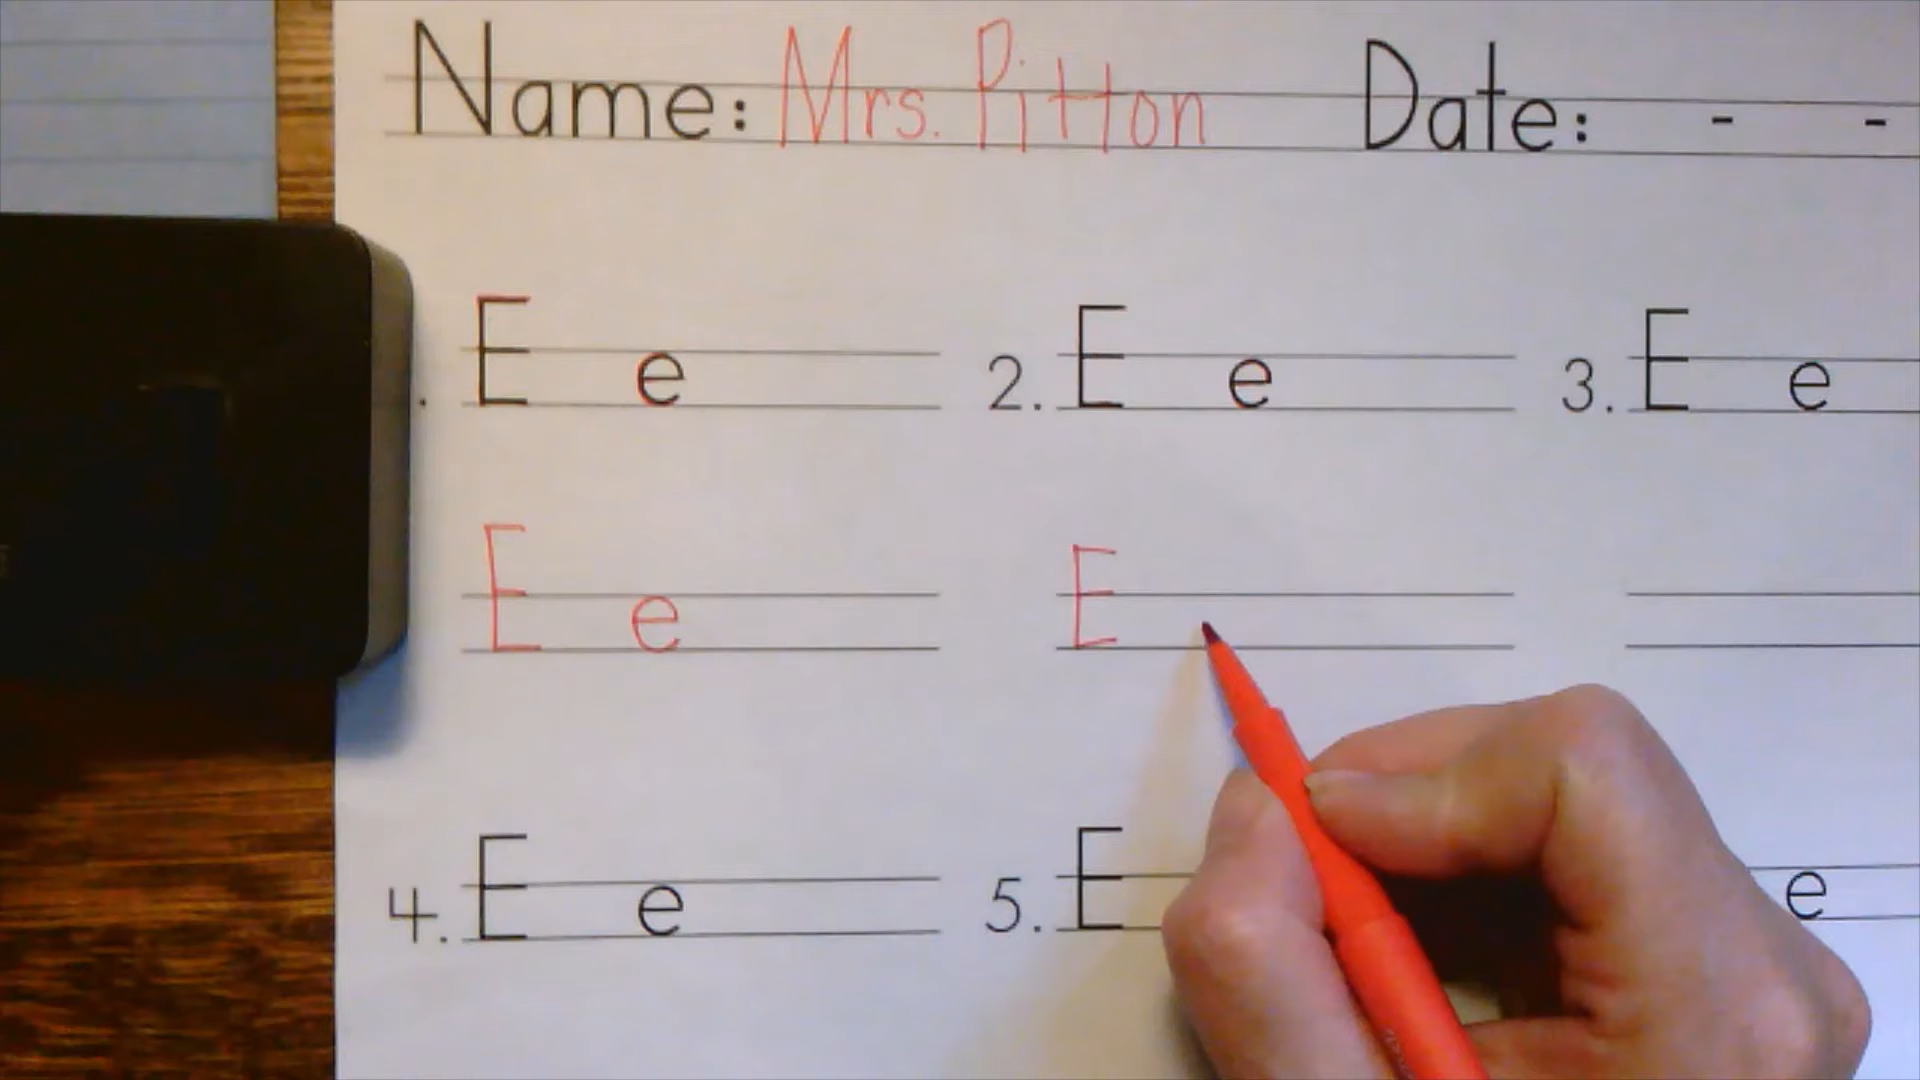 Name: Mrs. Pitton Date: - -
. E e 2. E e 3. E e
E e E
4. E e 5. E e